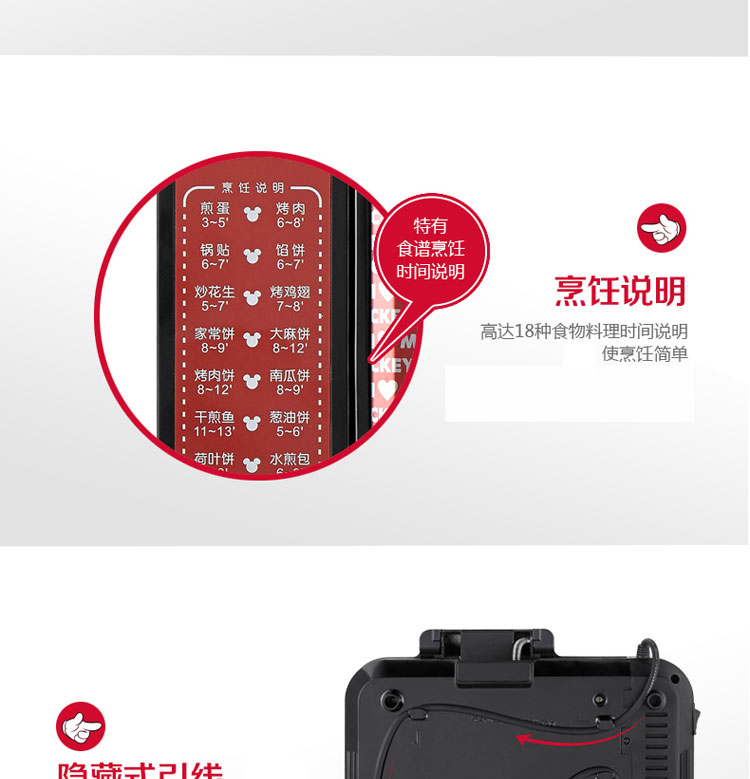 烹饪说明
煎蛋 烤肉
3~5' 6~8'
锅贴 馅饼
6~7' 6~7'
炒花生 烤鸡翅
5~7' 7~8'
家常饼 大麻饼
8~9' 8~12'
烤肉饼 南瓜饼
8~12' 8~9'
干煎鱼 葱油饼
11~13' 5~6'
荷叶饼 水煎包
特有
食谱烹饪
时间说明
CKEY
烹饪说明
高达18种食物料理时间说明
使烹饪简单
隐藏式引线